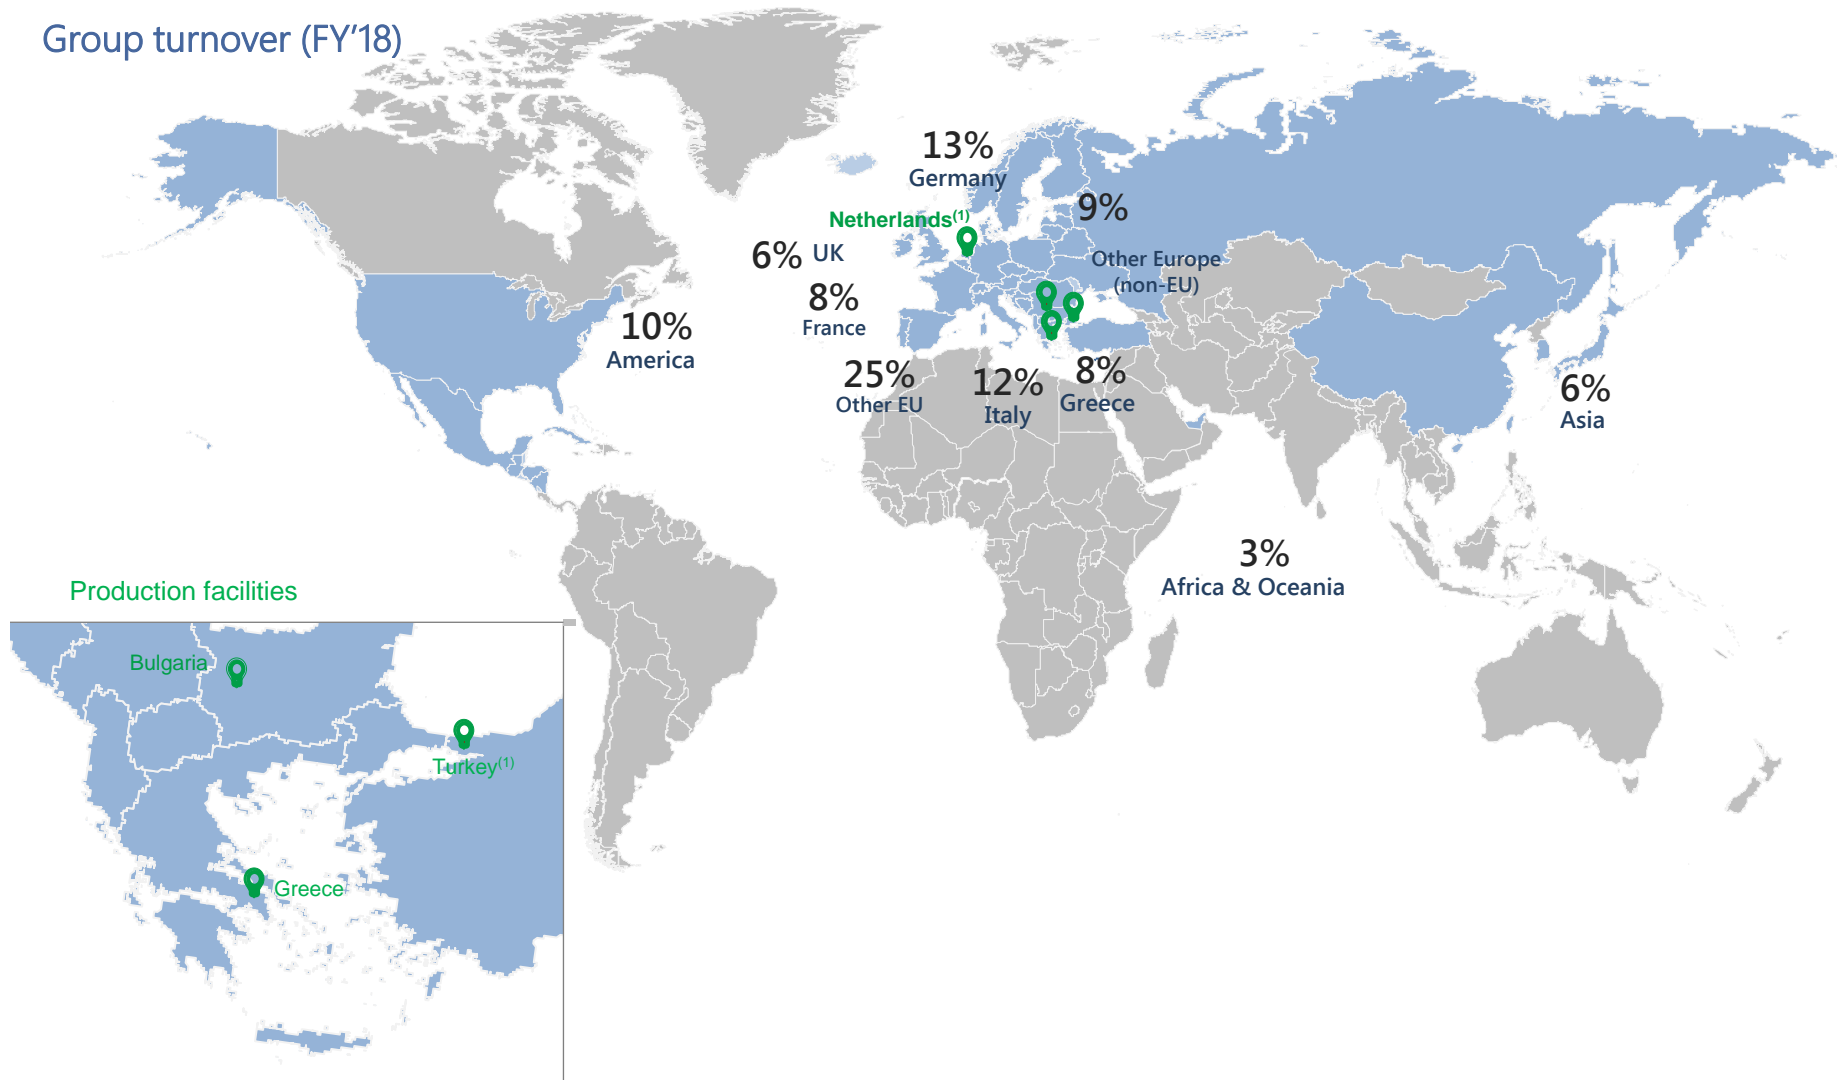 Group turnover (FY'18)
13%
Germany
Netherlands(1)
9%
Other Europe
(non-EU)
6% UK
8%
France
10%
America
25%
Other EU
12%
Italy
8%
Greece
6%
Asia
3%
Africa & Oceania
Production facilities
Bulgaria
Turkey(1)
Greece